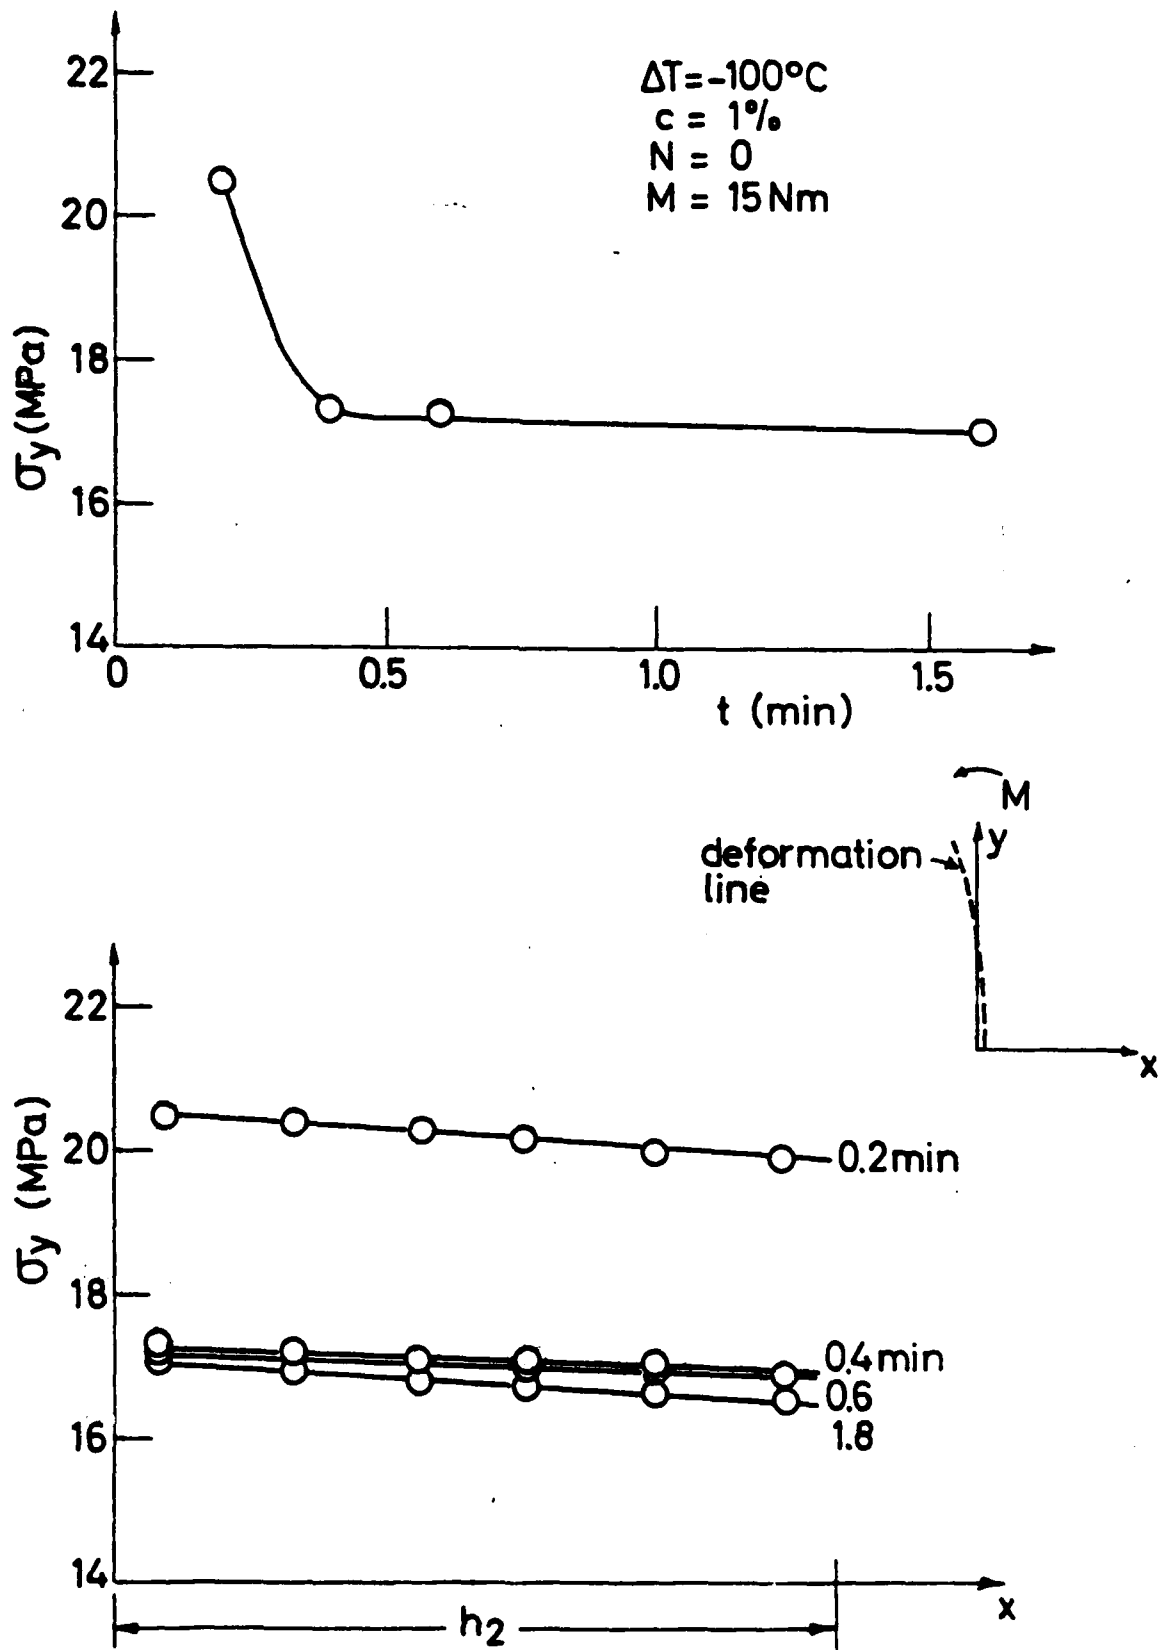 22
20
18
16
14
σy (MPa)
ΔT=-100°C
c = 1%
N = 0
M = 15 Nm
0
0.5
1.0
1.5
t (min)
M
y
deformation
line
x
22
20
18
16
14
σy (MPa)
0.2min
0.4min
0.6
1.8
x
h2